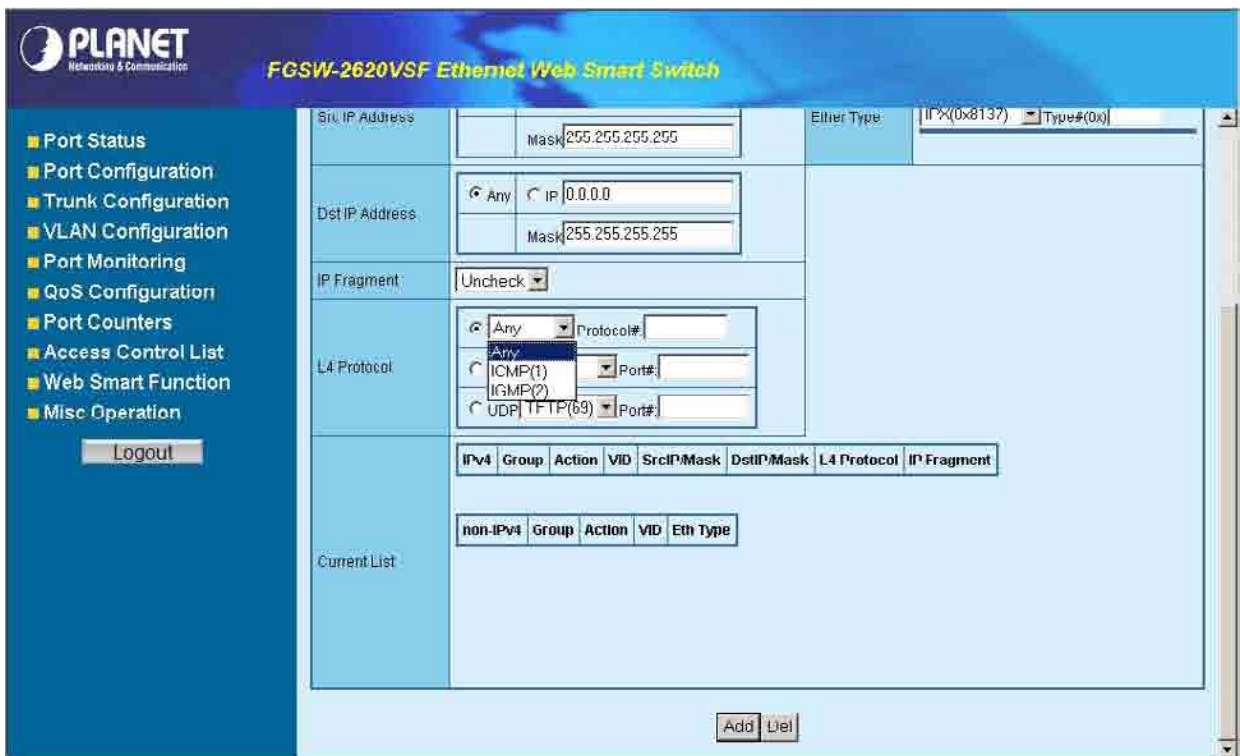 PLANET
Networking & Communication
FGSW-2620VSF Ethernet Web Smart Switch
Port Status
Port Configuration
Trunk Configuration
VLAN Configuration
Port Monitoring
QoS Configuration
Port Counters
Access Control List
Web Smart Function
Misc Operation
Logout
Src IP Address
Mask 255.255.255.255
Ether Type
IPX(0x8137) Type#(0x)
Dst IP Address
Any IP 0.0.0.0
Mask 255.255.255.255
IP Fragment
Uncheck
L4 Protocol
Any Protocol#:
Any
ICMP(1)
IGMP(2)
Port#:
UDP TFTP(69) Port#:
Current List
IPv4 Group Action VID SrcIP/Mask DstIP/Mask L4 Protocol IP Fragment
non-IPv4 Group Action VID Eth Type
Add Del